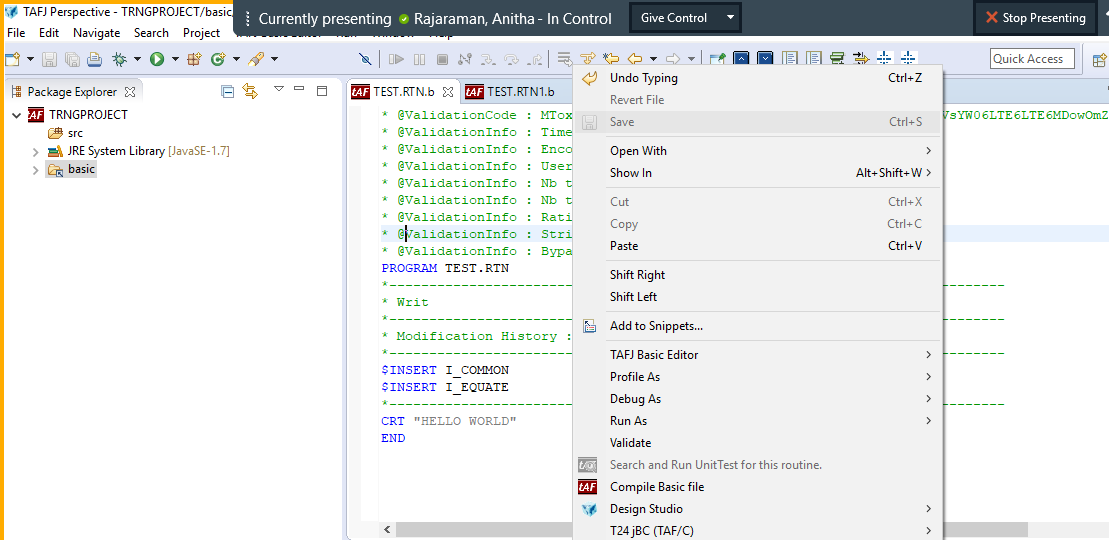 TAFJ Perspective - TRNGPROJECT/basic,
Currently presenting Rajaraman, Anitha - In Control
Give Control
Stop Presenting
File Edit Navigate Search Project
Quick Access
Package Explorer
TRNGPROJECT
src
JRE System Library [JavaSE-1.7]
basic
tAF TEST.RTN.b
tAF TEST.RTN1.b
* @ValidationCode : MTox
* @ValidationInfo : Time
* @ValidationInfo : Enco
* @ValidationInfo : User
* @ValidationInfo : Nb t
* @ValidationInfo : Nb t
* @ValidationInfo : Rati
* @ValidationInfo : Stri
* @ValidationInfo : Bypa
PROGRAM TEST.RTN
*-----------------------
* Writ
*-----------------------
* Modification History :
*-----------------------
$INSERT I_COMMON
$INSERT I_EQUATE
*-----------------------
CRT "HELLO WORLD"
END
Undo Typing Ctrl+Z
Revert File
Save Ctrl+S
Open With
Show In Alt+Shift+W
Cut Ctrl+X
Copy Ctrl+C
Paste Ctrl+V
Shift Right
Shift Left
Add to Snippets...
TAFJ Basic Editor
Profile As
Debug As
Run As
Validate
tAF Search and Run UnitTest for this routine.
tAF Compile Basic file
Design Studio
T24 jBC (TAF/C)